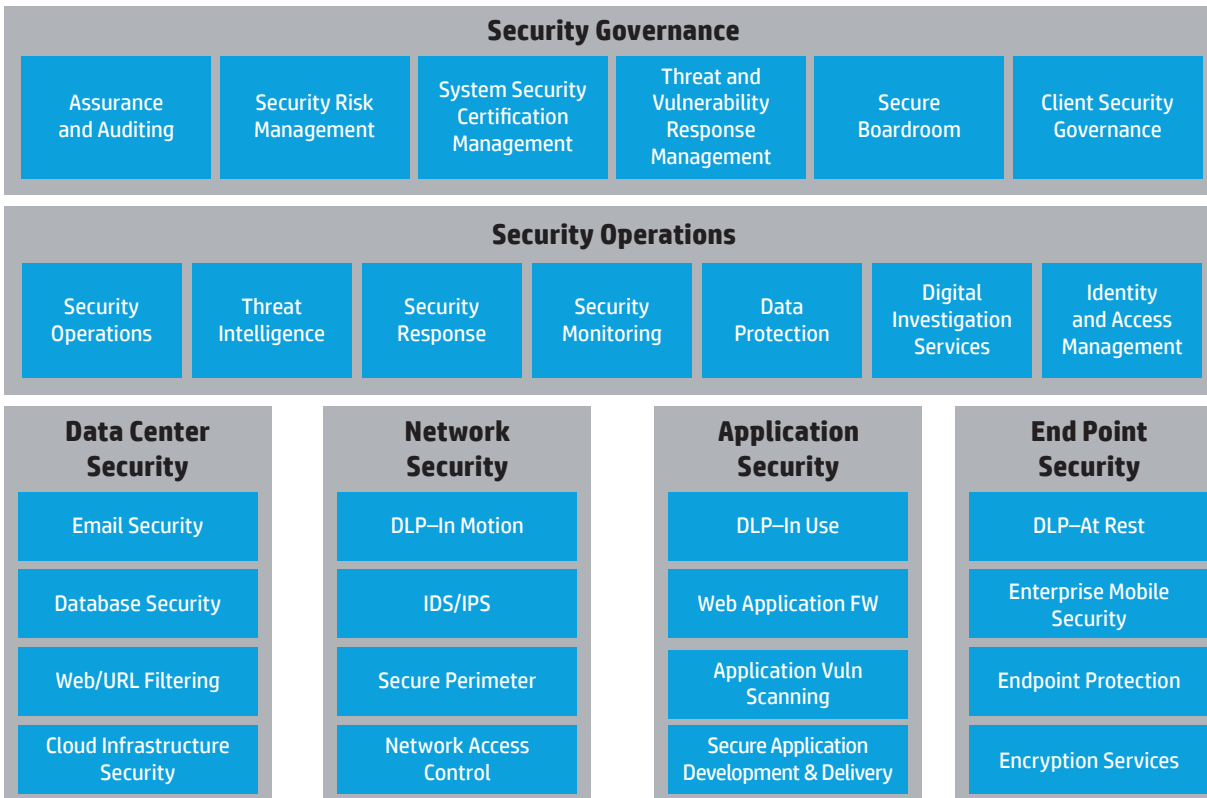 Security Governance
Assurance
and Auditing
Security Risk
Management
System Security
Certification
Management
Threat and
Vulnerability
Response
Management
Secure
Boardroom
Client Security
Governance
Security Operations
Security
Operations
Threat
Intelligence
Security
Response
Security
Monitoring
Data
Protection
Digital
Investigation
Services
Identity
and Access
Management
Data Center
Security
Email Security
Database Security
Web/URL Filtering
Cloud Infrastructure
Security
Network
Security
DLP–In Motion
IDS/IPS
Secure Perimeter
Network Access
Control
Application
Security
DLP–In Use
Web Application FW
Application Vuln
Scanning
Secure Application
Development & Delivery
End Point
Security
DLP–At Rest
Enterprise Mobile
Security
Endpoint Protection
Encryption Services